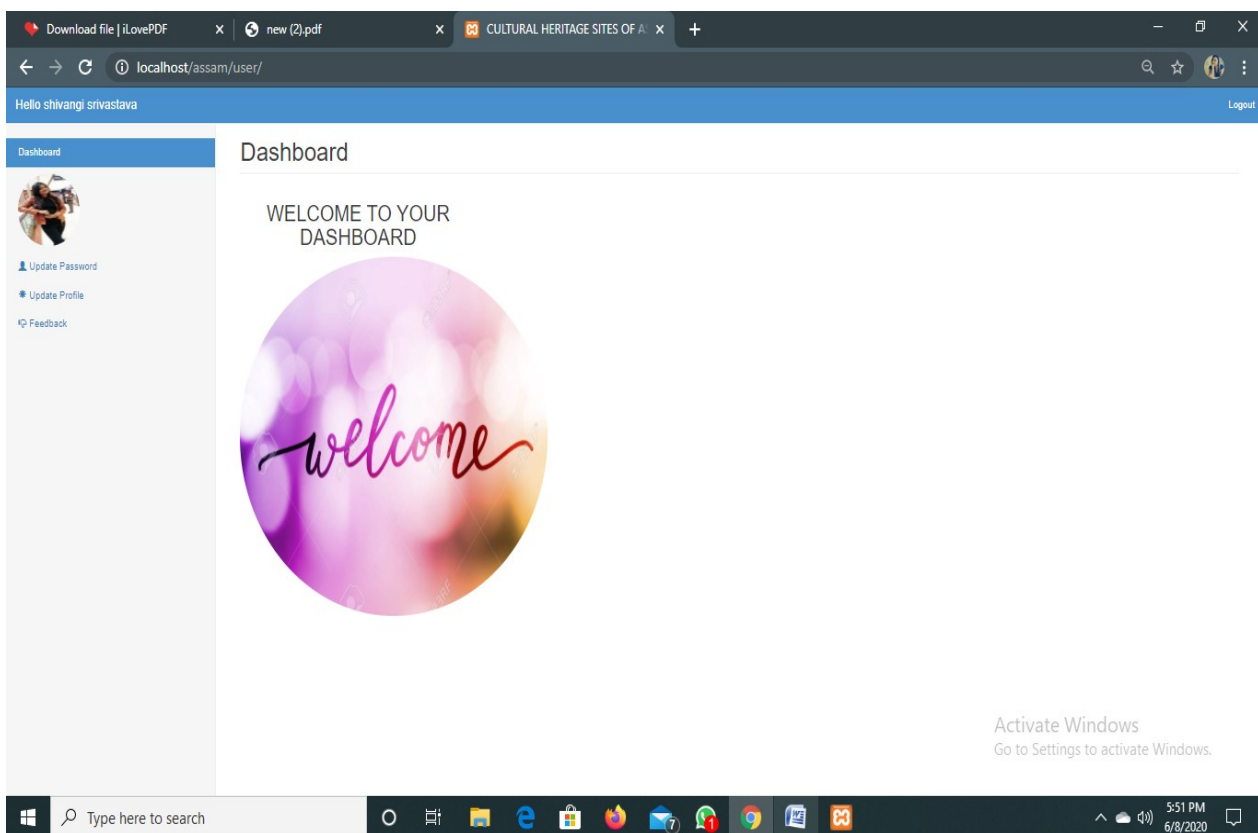 Download file | iLovePDF
new (2).pdf
CULTURAL HERITAGE SITES OF A
localhost/assam/user/
Hello shivangi srivastava
Logout
Dashboard
Dashboard
WELCOME TO YOUR
DASHBOARD
Update Password
Update Profile
Feedback
welcome
Activate Windows
Go to Settings to activate Windows.
Type here to search
7
1
5:51 PM
6/8/2020